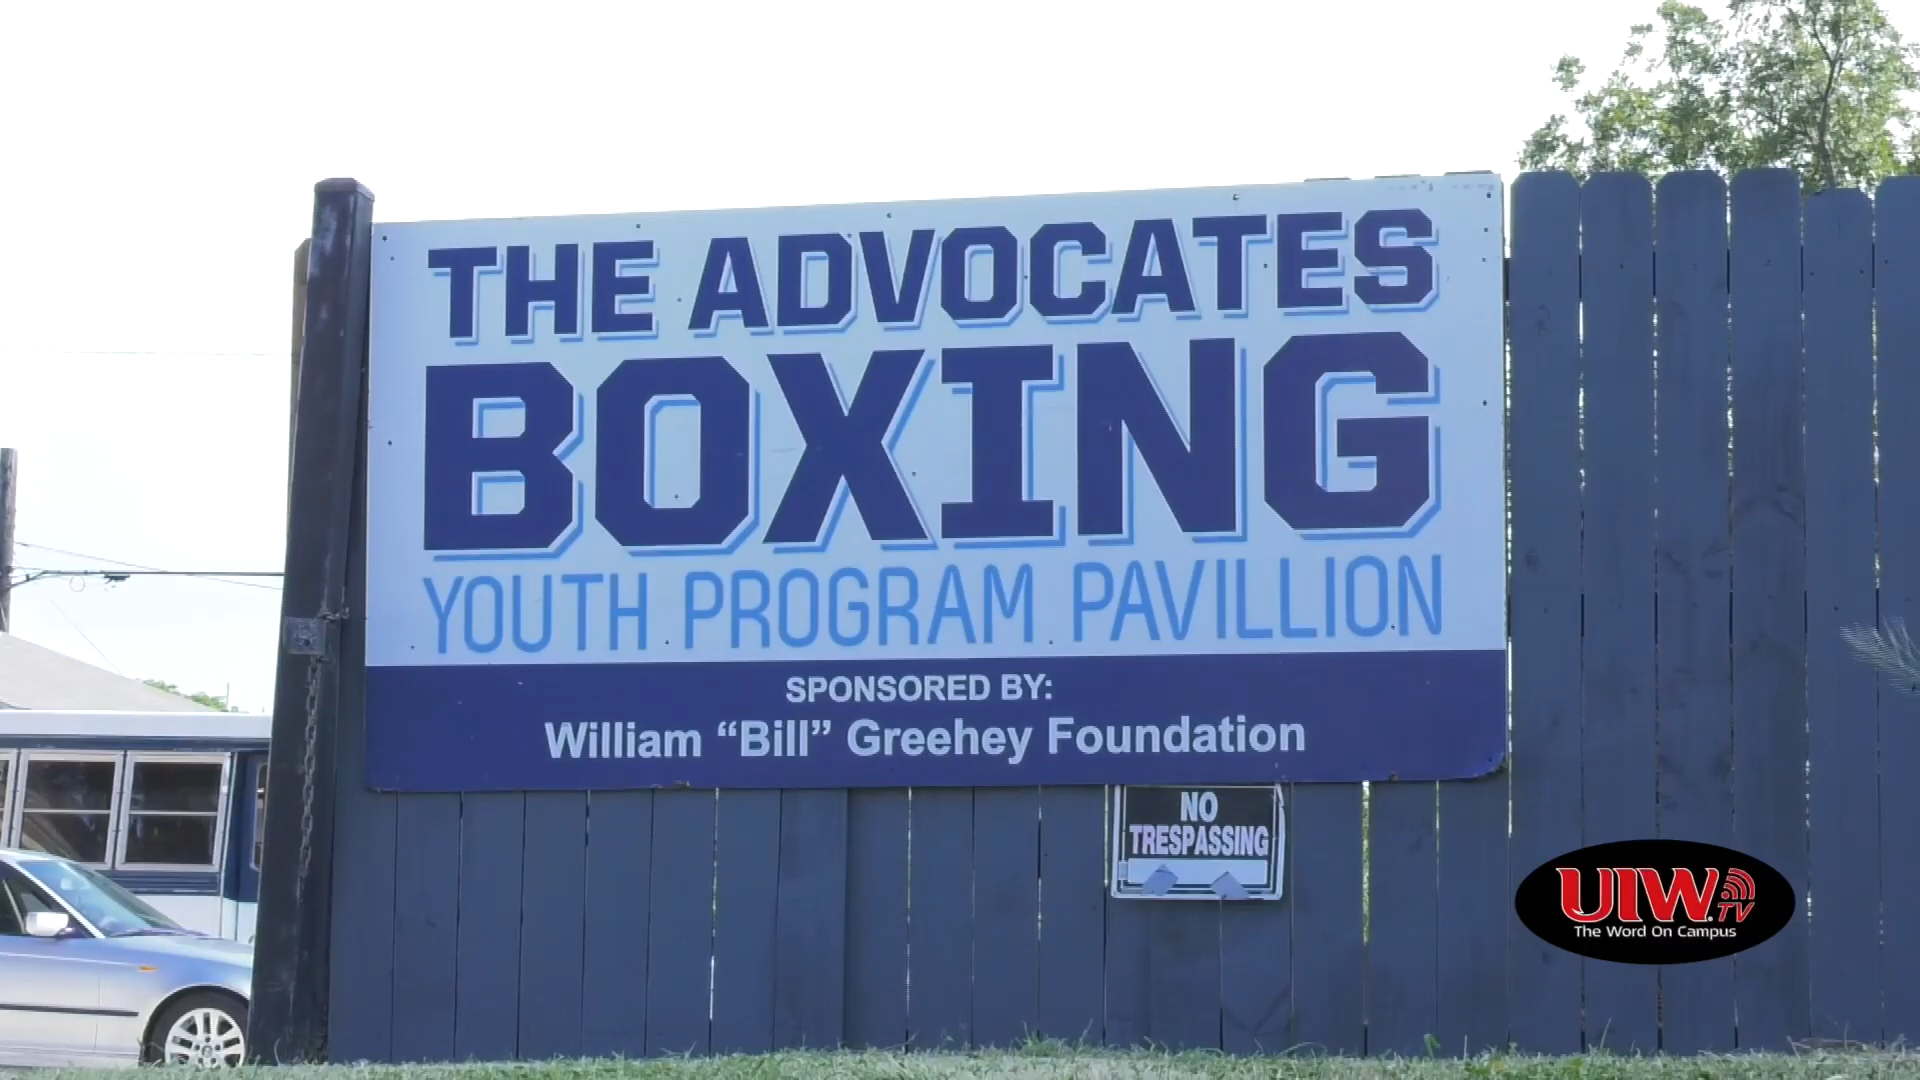 THE ADVOCATES
BOXING
YOUTH PROGRAM PAVILLION
SPONSORED BY:
William “Bill” Greehey Foundation
NO
TRESPASSING
UIW.TV
The Word On Campus